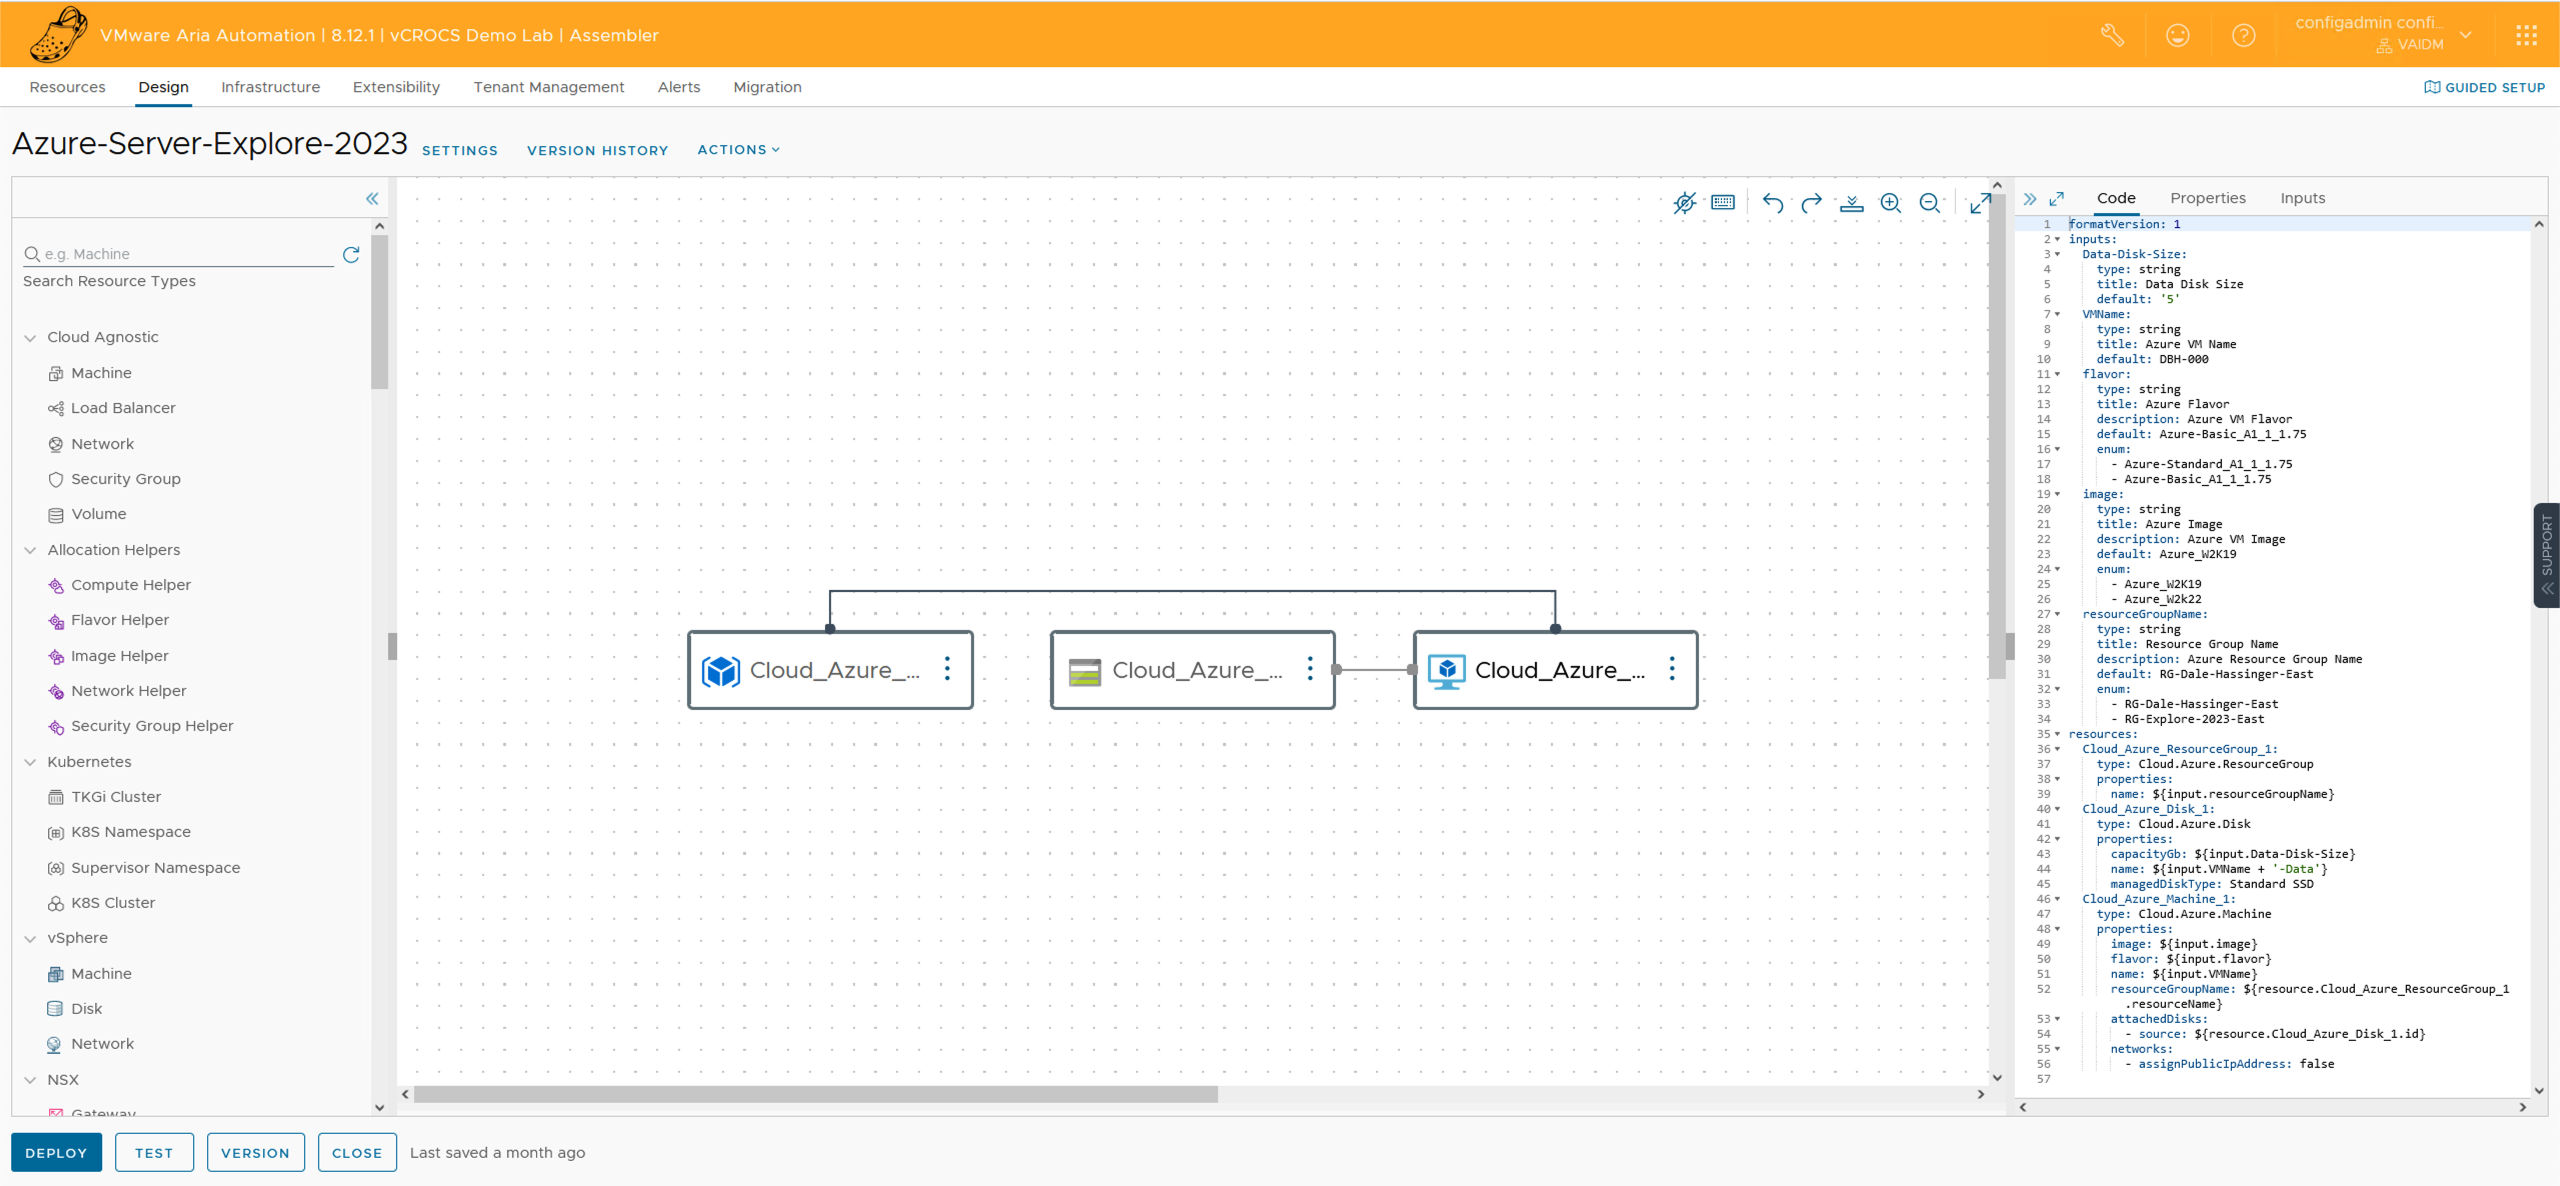 VMware Aria Automation | 8.12.1 | vCROCS Demo Lab | Assembler
configadmin confi...
VAIDM
Resources
Design
Infrastructure
Extensibility
Tenant Management
Alerts
Migration
GUIDED SETUP
Azure-Server-Explore-2023
SETTINGS
VERSION HISTORY
ACTIONS
e.g. Machine
Search Resource Types
Cloud Agnostic
Machine
Load Balancer
Network
Security Group
Volume
Allocation Helpers
Compute Helper
Flavor Helper
Image Helper
Network Helper
Security Group Helper
Kubernetes
TKGi Cluster
K8S Namespace
Supervisor Namespace
K8S Cluster
vSphere
Machine
Disk
Network
NSX
Gateway
Cloud_Azure_...
Cloud_Azure_...
Cloud_Azure_...
Code
Properties
Inputs
1 formatVersion: 1
2 inputs:
3 Data-Disk-Size:
4 type: string
5 title: Data Disk Size
6 default: '5'
7 VMName:
8 type: string
9 title: Azure VM Name
10 default: DBH-000
11 flavor:
12 type: string
13 title: Azure Flavor
14 description: Azure VM Flavor
15 default: Azure-Basic_A1_1_1.75
16 enum:
17 - Azure-Standard_A1_1_1.75
18 - Azure-Basic_A1_1_1.75
19 image:
20 type: string
21 title: Azure Image
22 description: Azure VM Image
23 default: Azure_W2K19
24 enum:
25 - Azure_W2K19
26 - Azure_W2k22
27 resourceGroupName:
28 type: string
29 title: Resource Group Name
30 description: Azure Resource Group Name
31 default: RG-Dale-Hassinger-East
32 enum:
33 - RG-Dale-Hassinger-East
34 - RG-Explore-2023-East
35 resources:
36 Cloud_Azure_ResourceGroup_1:
37 type: Cloud.Azure.ResourceGroup
38 properties:
39 name: ${input.resourceGroupName}
40 Cloud_Azure_Disk_1:
41 type: Cloud.Azure.Disk
42 properties:
43 capacityGb: ${input.Data-Disk-Size}
44 name: ${input.VMName + '-Data'}
45 managedDiskType: Standard SSD
46 Cloud_Azure_Machine_1:
47 type: Cloud.Azure.Machine
48 properties:
49 image: ${input.image}
50 flavor: ${input.flavor}
51 name: ${input.VMName}
52 resourceGroupName: ${resource.Cloud_Azure_ResourceGroup_1
.resourceName}
53 attachedDisks:
54 - source: ${resource.Cloud_Azure_Disk_1.id}
55 networks:
56 - assignPublicIpAddress: false
57
SUPPORT
DEPLOY
TEST
VERSION
CLOSE
Last saved a month ago